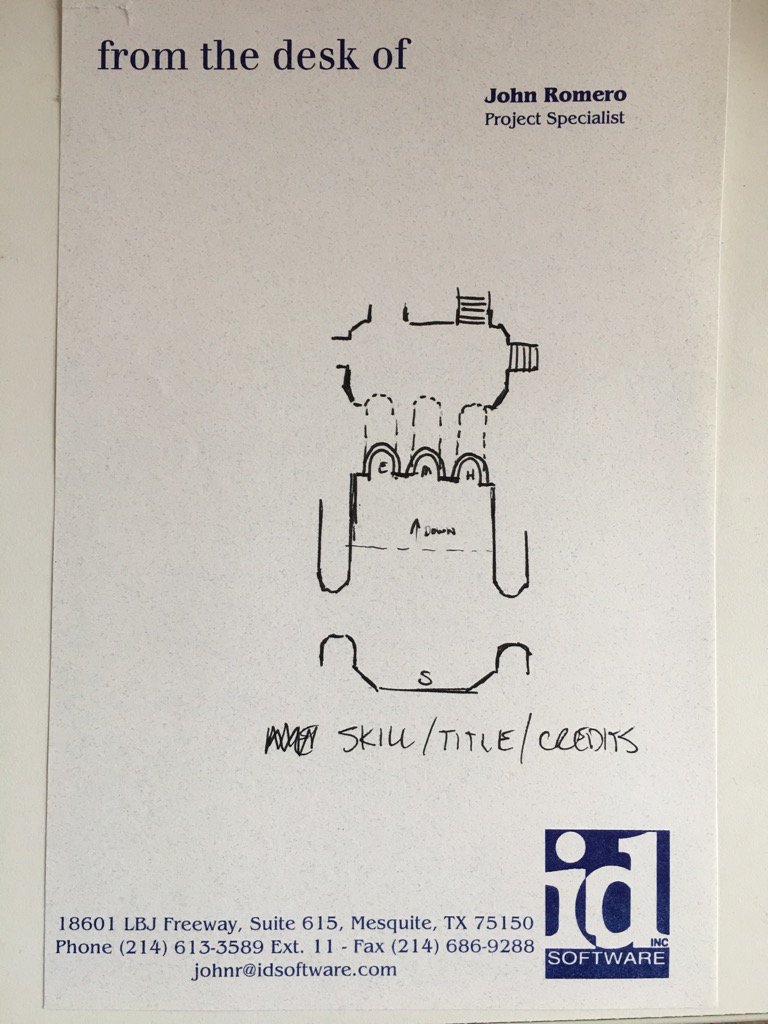 from the desk of
John Romero
Project Specialist
E M H
↑ DOWN
S
SKILL/TITLE/CREDITS
18601 LBJ Freeway, Suite 615, Mesquite, TX 75150
Phone (214) 613-3589 Ext. 11 - Fax (214) 686-9288
johnr@idsoftware.com
id
INC
SOFTWARE